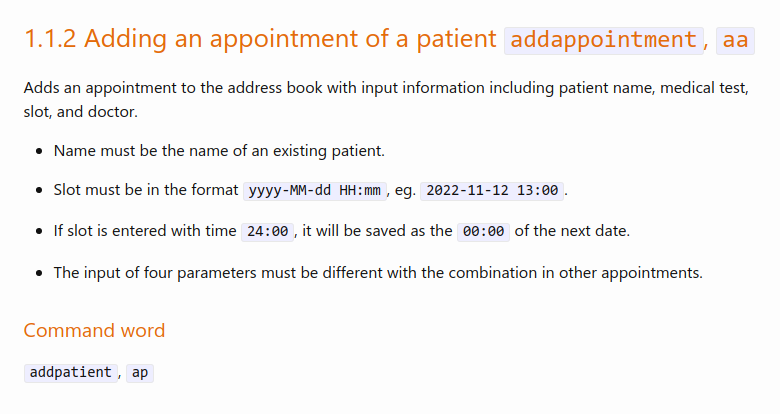 1.1.2 Adding an appointment of a patient addappointment, aa
Adds an appointment to the address book with input information including patient name, medical test,
slot, and doctor.
• Name must be the name of an existing patient.
• Slot must be in the format yyyy-MM-dd HH:mm, eg. 2022-11-12 13:00.
• If slot is entered with time 24:00, it will be saved as the 00:00 of the next date.
• The input of four parameters must be different with the combination in other appointments.
Command word
addpatient, ap